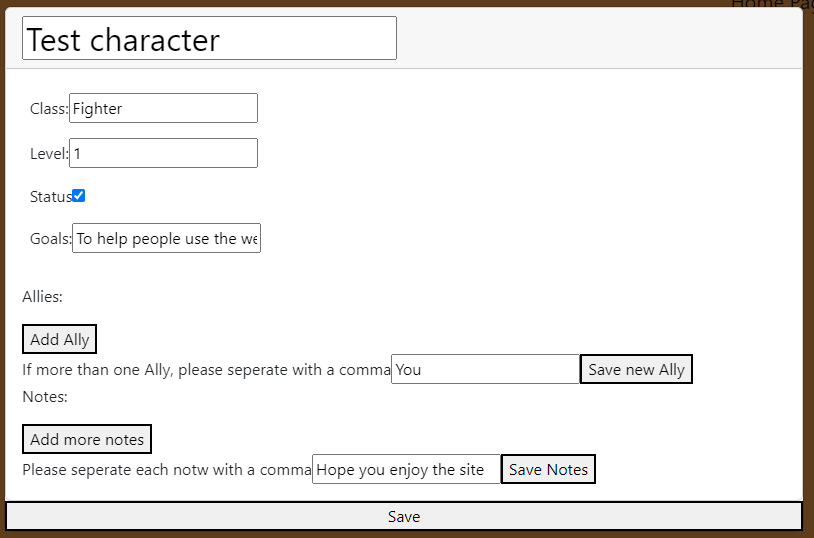 Home Pag
Test character
Class: Fighter
Level: 1
Status
Goals: To help people use the we
Allies:
Add Ally
If more than one Ally, please seperate with a comma You Save new Ally
Notes:
Add more notes
Please seperate each notw with a comma Hope you enjoy the site Save Notes
Save